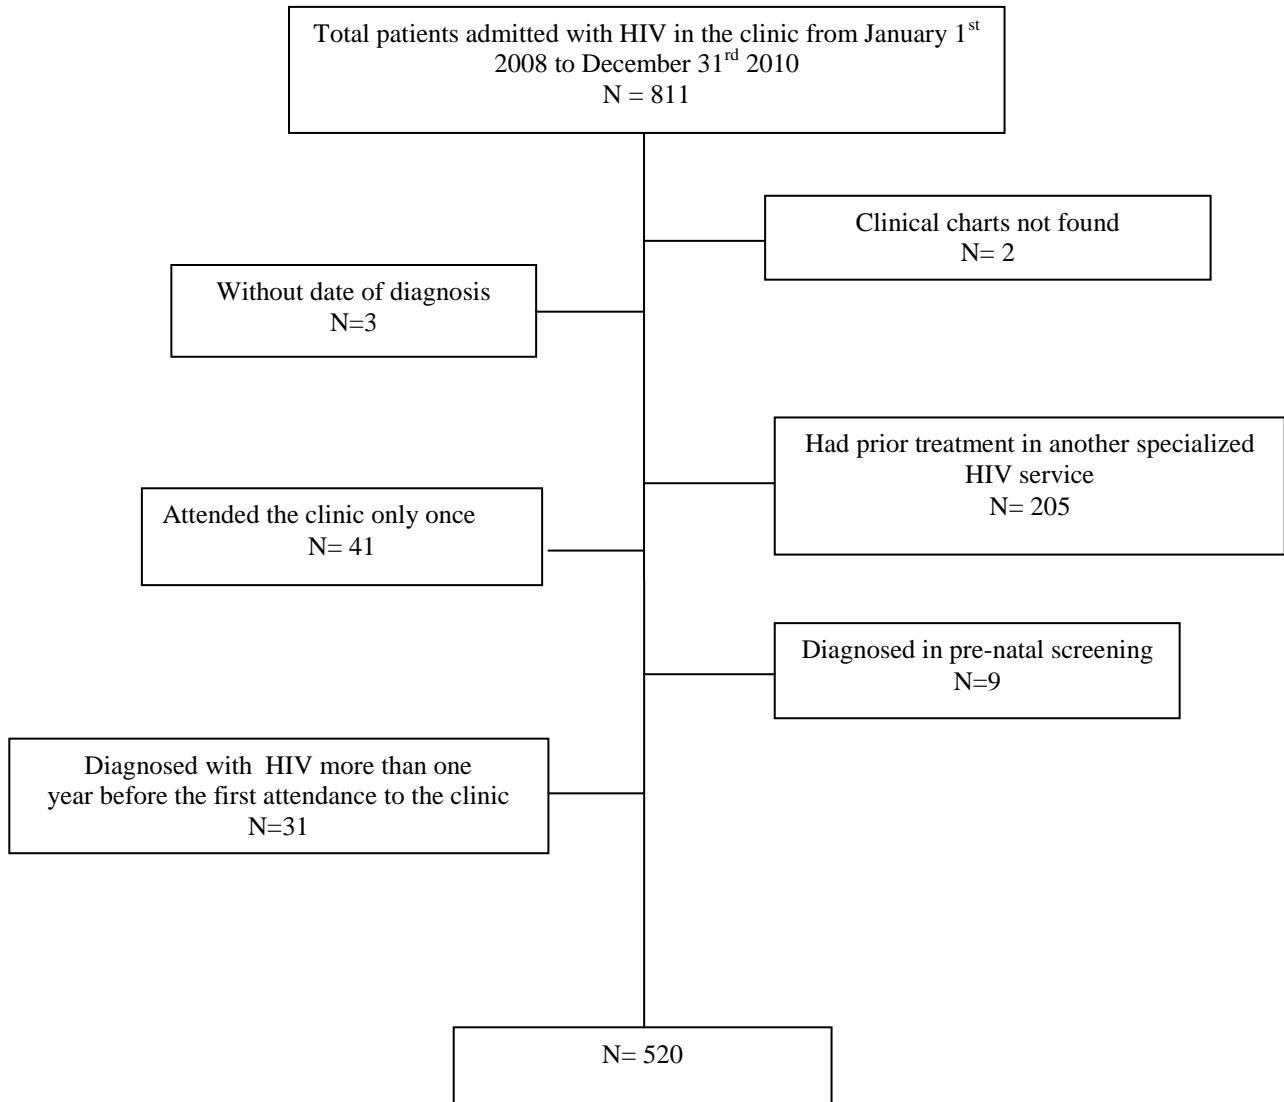 Total patients admitted with HIV in the clinic from January 1st
2008 to December 31rd 2010
N = 811
Clinical charts not found
N= 2
Without date of diagnosis
N=3
Had prior treatment in another specialized
HIV service
N= 205
Attended the clinic only once
N= 41
Diagnosed in pre-natal screening
N=9
Diagnosed with HIV more than one
year before the first attendance to the clinic
N=31
N= 520